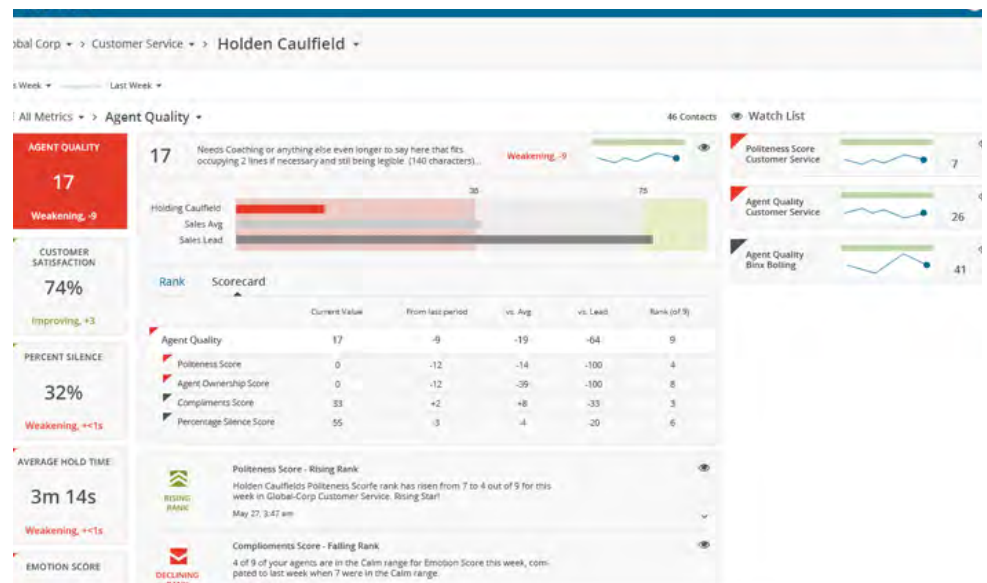 obal Corp > Customer Service > Holden Caulfield
s Week Last Week
All Metrics > Agent Quality
46 Contacts
Watch List
AGENT QUALITY
17
Weakening, -9
CUSTOMER
SATISFACTION
74%
Improving, +3
PERCENT SILENCE
32%
Weakening, +<1s
AVERAGE HOLD TIME
3m 14s
Weakening, +<1s
EMOTION SCORE
17
Needs Coaching or anything else even longer to say here that fits
occupying 2 lines if necessary and still being legible (140 characters)...
Weakening, -9
75
Holding Caulfield
Sales Avg
Sales Lead
Rank Scorecard
Current Value From last period vs. Avg vs. Lead Rank (of 9)
Agent Quality 17 -9 -19 -64 9
Politeness Score 0 -12 -14 -100 4
Agent Ownership Score 0 -12 -39 -100 8
Compliments Score 33 +2 +8 -33 3
Percentage Silence Score 55 -3 -4 -20 6
RISING
RANK
Politeness Score - Rising Rank
Holden Caulfields Politeness Scorfe rank has risen from 7 to 4 out of 9 for this
week in Global-Corp Customer Service. Rising Star!
May 27, 3:47 am
DECLINING
Complioments Score - Falling Rank
4 of 9 of your agents are in the Calm range for Emotion Score this week, com-
pated to last week when 7 were in the Calm range.
Politeness Score
Customer Service
7
Agent Quality
Customer Service
26
Agent Quality
Binx Bolling
41